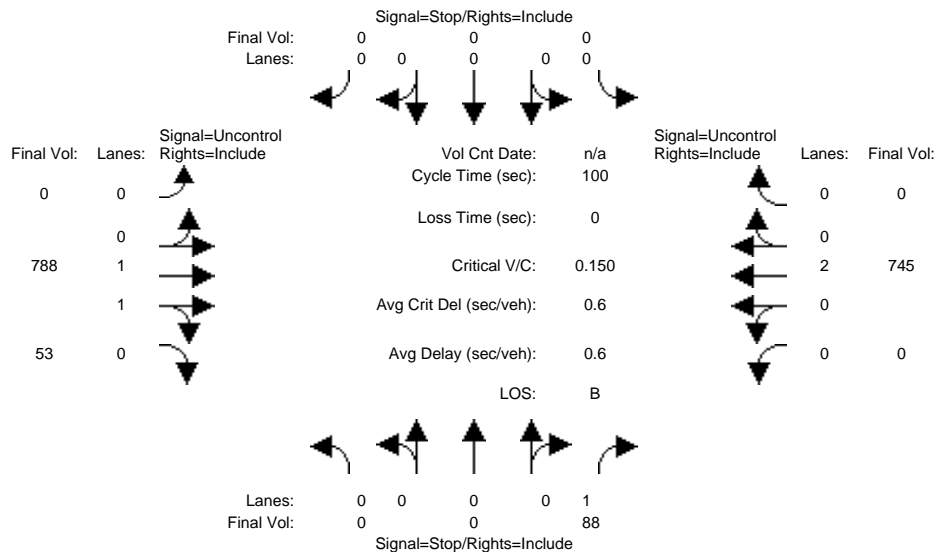 Signal=Stop/Rights=Include
Final Vol: 0 0 0
Lanes: 0 0 0 0 0
Signal=Uncontrol Signal=Uncontrol
Final Vol: Lanes: Rights=Include Vol Cnt Date: n/a Rights=Include Lanes: Final Vol:
Cycle Time (sec): 100
0 0 0 0
Loss Time (sec): 0
0 0
788 1 Critical V/C: 0.150 2 745
1 Avg Crit Del (sec/veh): 0.6 0
53 0 Avg Delay (sec/veh): 0.6 0 0
LOS: B
Lanes: 0 0 0 0 1
Final Vol: 0 0 88
Signal=Stop/Rights=Include